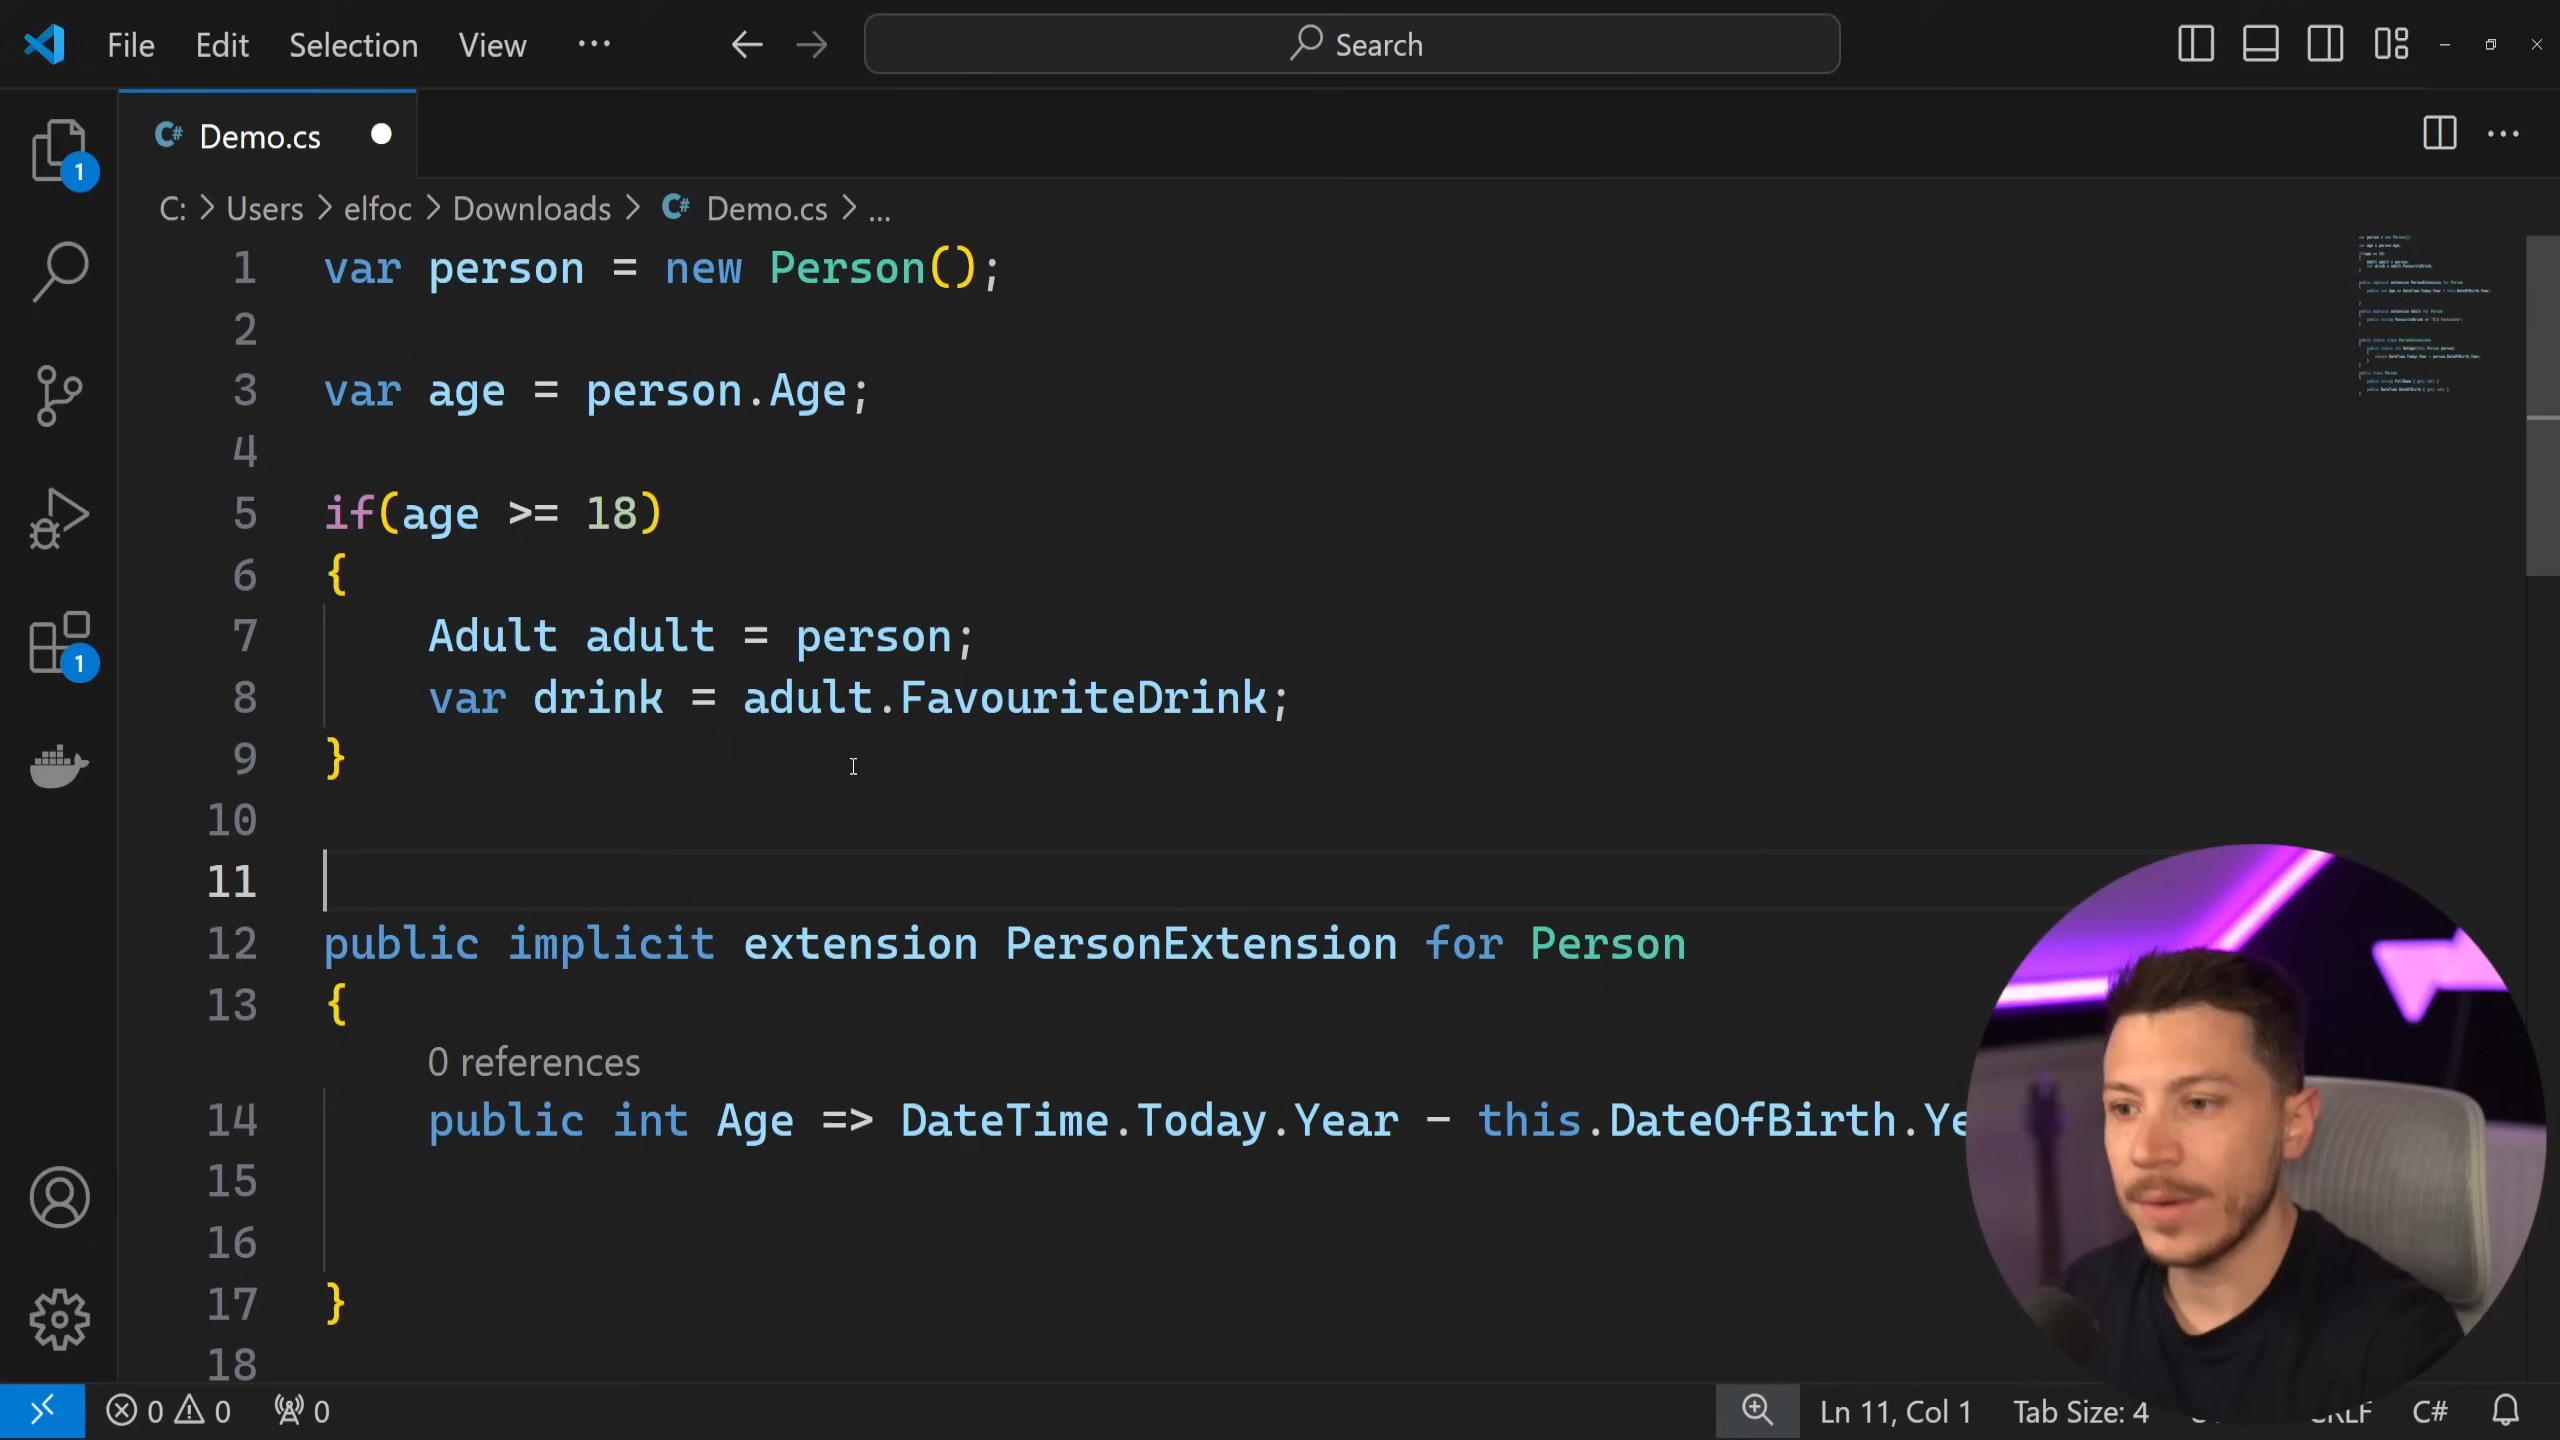 File Edit Selection View ··· Search
Demo.cs
C: > Users > elfoc > Downloads > Demo.cs > ...
1 var person = new Person();
2
3 var age = person.Age;
4
5 if(age >= 18)
6 {
7 Adult adult = person;
8 var drink = adult.FavouriteDrink;
9 }
10
11
12 public implicit extension PersonExtension for Person
13 {
0 references
14 public int Age => DateTime.Today.Year - this.DateOfBirth.Ye
15
16
17 }
18
1
1
0 0 0 Ln 11, Col 1 Tab Size: 4 CRLF C#